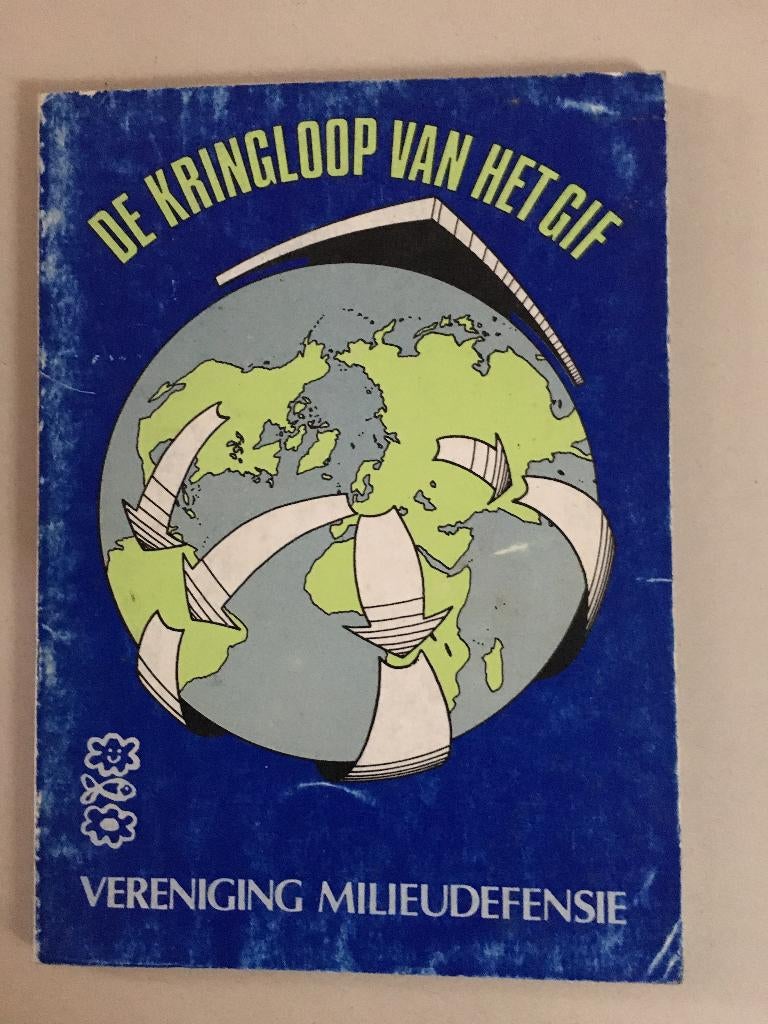 DE KRINGLOOP VAN HET GIF
VERENIGING MILIEUDEFENSIE